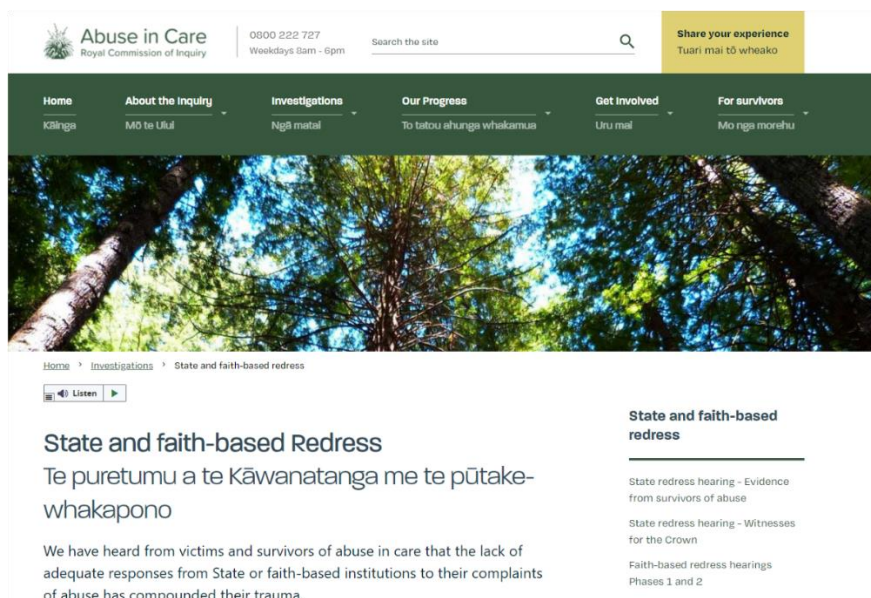 Abuse in Care
Royal Commission of Inquiry
0800 222 727
Weekdays 8am - 6pm
Search the site
Share your experience
Tuari mai tō wheako
Home
Kāinga
About the Inquiry
Mō te Uiui
Investigations
Ngā matai
Our Progress
To tatou ahunga whakamua
Get Involved
Uru mai
For survivors
Mo nga morehu
Home > Investigations > State and faith-based redress
Listen
State and faith-based Redress
Te puretumu a te Kāwanatanga me te pūtake-
whakapono
We have heard from victims and survivors of abuse in care that the lack of
adequate responses from State or faith-based institutions to their complaints
of abuse has compounded their trauma
State and faith-based
redress
State redress hearing - Evidence
from survivors of abuse
State redress hearing - Witnesses
for the Crown
Faith-based redress hearings
Phases 1 and 2